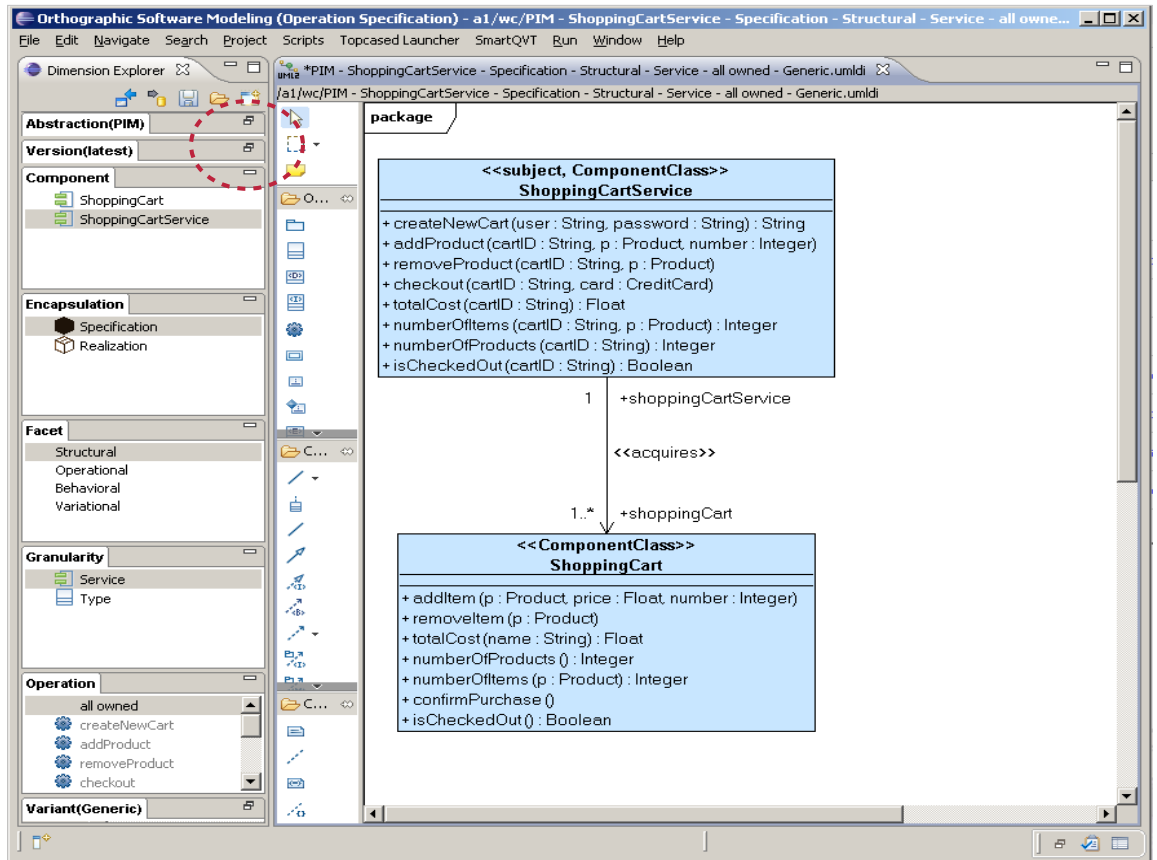 Orthographic Software Modeling (Operation Specification) - a1/wc/PIM - ShoppingCartService - Specification - Structural - Service - all owne...
File Edit Navigate Search Project Scripts Topcased Launcher SmartQVT Run Window Help
Dimension Explorer
*PIM - ShoppingCartService - Specification - Structural - Service - all owned - Generic.umldi
/a1/wc/PIM - ShoppingCartService - Specification - Structural - Service - all owned - Generic.umldi
Abstraction(PIM)
Version(latest)
Component
ShoppingCart
ShoppingCartService
Encapsulation
Specification
Realization
Facet
Structural
Operational
Behavioral
Variational
Granularity
Service
Type
Operation
all owned
createNewCart
addProduct
removeProduct
checkout
Variant(Generic)
O...
C...
C...
package
<<subject, ComponentClass>>
ShoppingCartService
+ createNewCart(user : String, password : String) : String
+ addProduct(cartID : String, p : Product, number : Integer)
+ removeProduct(cartID : String, p : Product)
+ checkout(cartID : String, card : CreditCard)
+ totalCost(cartID : String) : Float
+ numberOfItems (cartID : String, p : Product) : Integer
+ numberOfProducts (cartID : String) : Integer
+ isCheckedOut(cartID : String) : Boolean
1 +shoppingCartService
<<acquires>>
1..* +shoppingCart
<<ComponentClass>>
ShoppingCart
+ addItem (p : Product, price : Float, number : Integer)
+ removeItem (p : Product)
+ totalCost(name : String) : Float
+ numberOfProducts () : Integer
+ numberOfItems (p : Product) : Integer
+ confirmPurchase ()
+ isCheckedOut() : Boolean